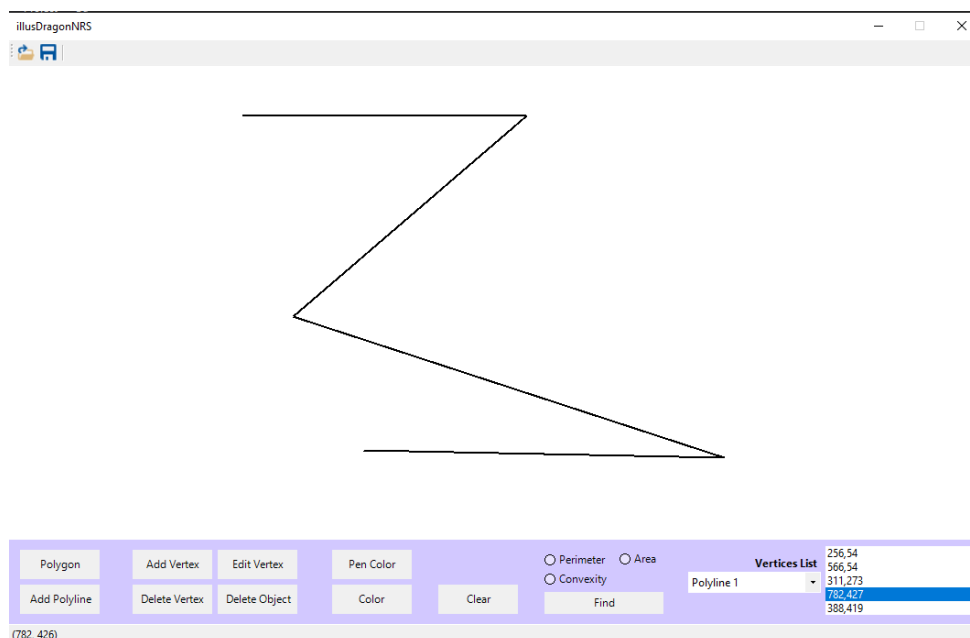 illusDragonNRS
Polygon
Add Vertex
Edit Vertex
Pen Color
Perimeter
Area
Convexity
Vertices List
Polyline 1
256,54
566,54
311,273
782,427
388,419
Add Polyline
Delete Vertex
Delete Object
Color
Clear
Find
(782, 426)